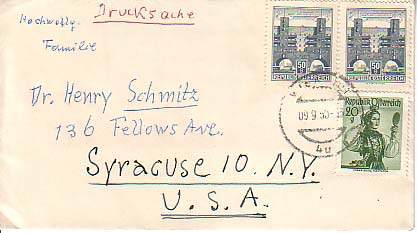 Drucksache
Familie
Dr. Henry Schmitz
136 Fellows Ave.
Syracuse 10. N.Y.
U.S.A.
50
REPUBLIK ÖSTERREICH
50
REPUBLIK ÖSTERREICH
Republik Österreich
20